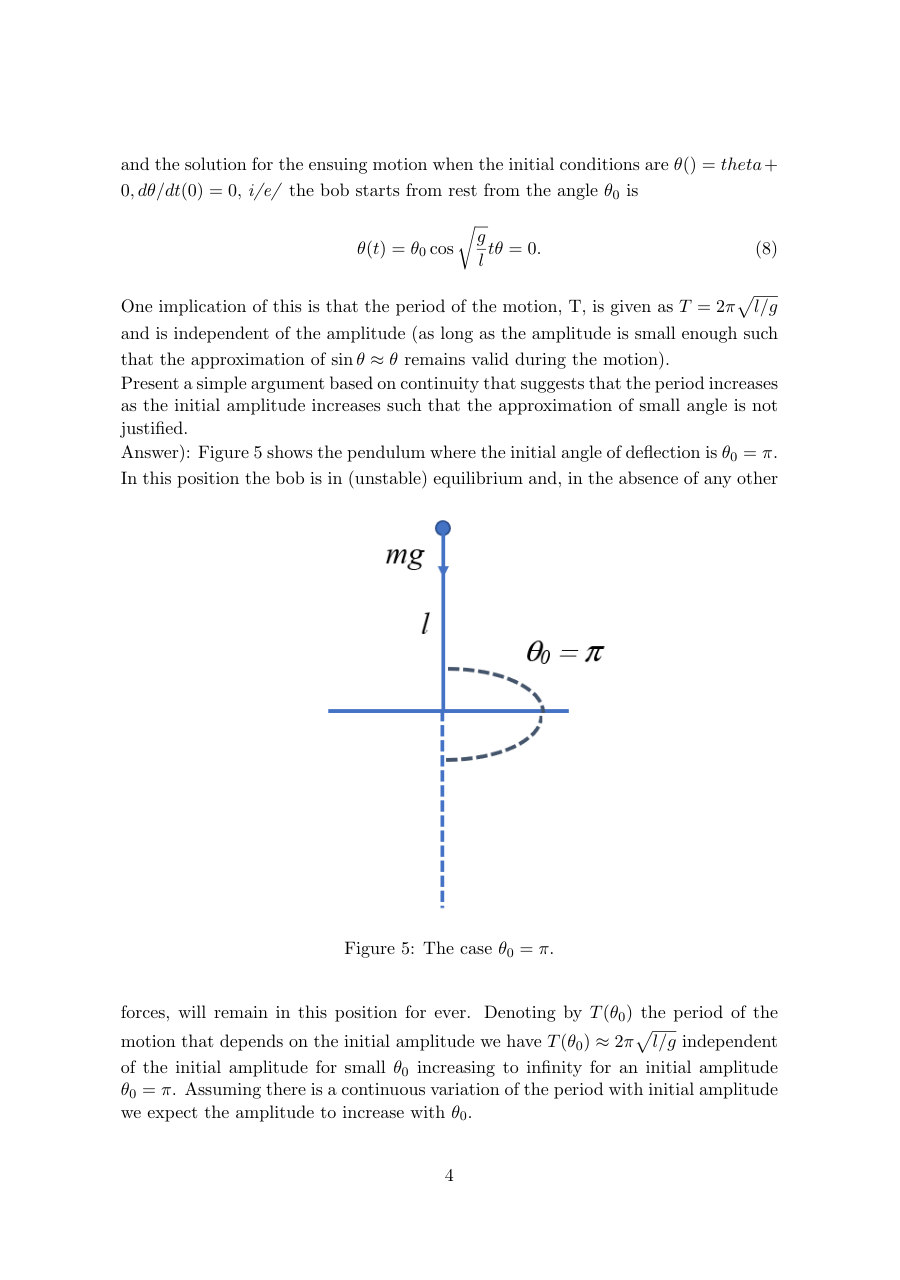 and the solution for the ensuing motion when the initial conditions are θ() = theta+
0, dθ/dt(0) = 0, i/e/ the bob starts from rest from the angle θ₀ is
θ(t) = θ₀ cos √(g/l) tθ = 0. (8)
One implication of this is that the period of the motion, T, is given as T = 2π√(l/g)
and is independent of the amplitude (as long as the amplitude is small enough such
that the approximation of sin θ ≈ θ remains valid during the motion).
Present a simple argument based on continuity that suggests that the period increases
as the initial amplitude increases such that the approximation of small angle is not
justified.
Answer): Figure 5 shows the pendulum where the initial angle of deflection is θ₀ = π.
In this position the bob is in (unstable) equilibrium and, in the absence of any other
mg
l
θ₀ = π
Figure 5: The case θ₀ = π.
forces, will remain in this position for ever. Denoting by T(θ₀) the period of the
motion that depends on the initial amplitude we have T(θ₀) ≈ 2π√(l/g) independent
of the initial amplitude for small θ₀ increasing to infinity for an initial amplitude
θ₀ = π. Assuming there is a continuous variation of the period with initial amplitude
we expect the amplitude to increase with θ₀.
4